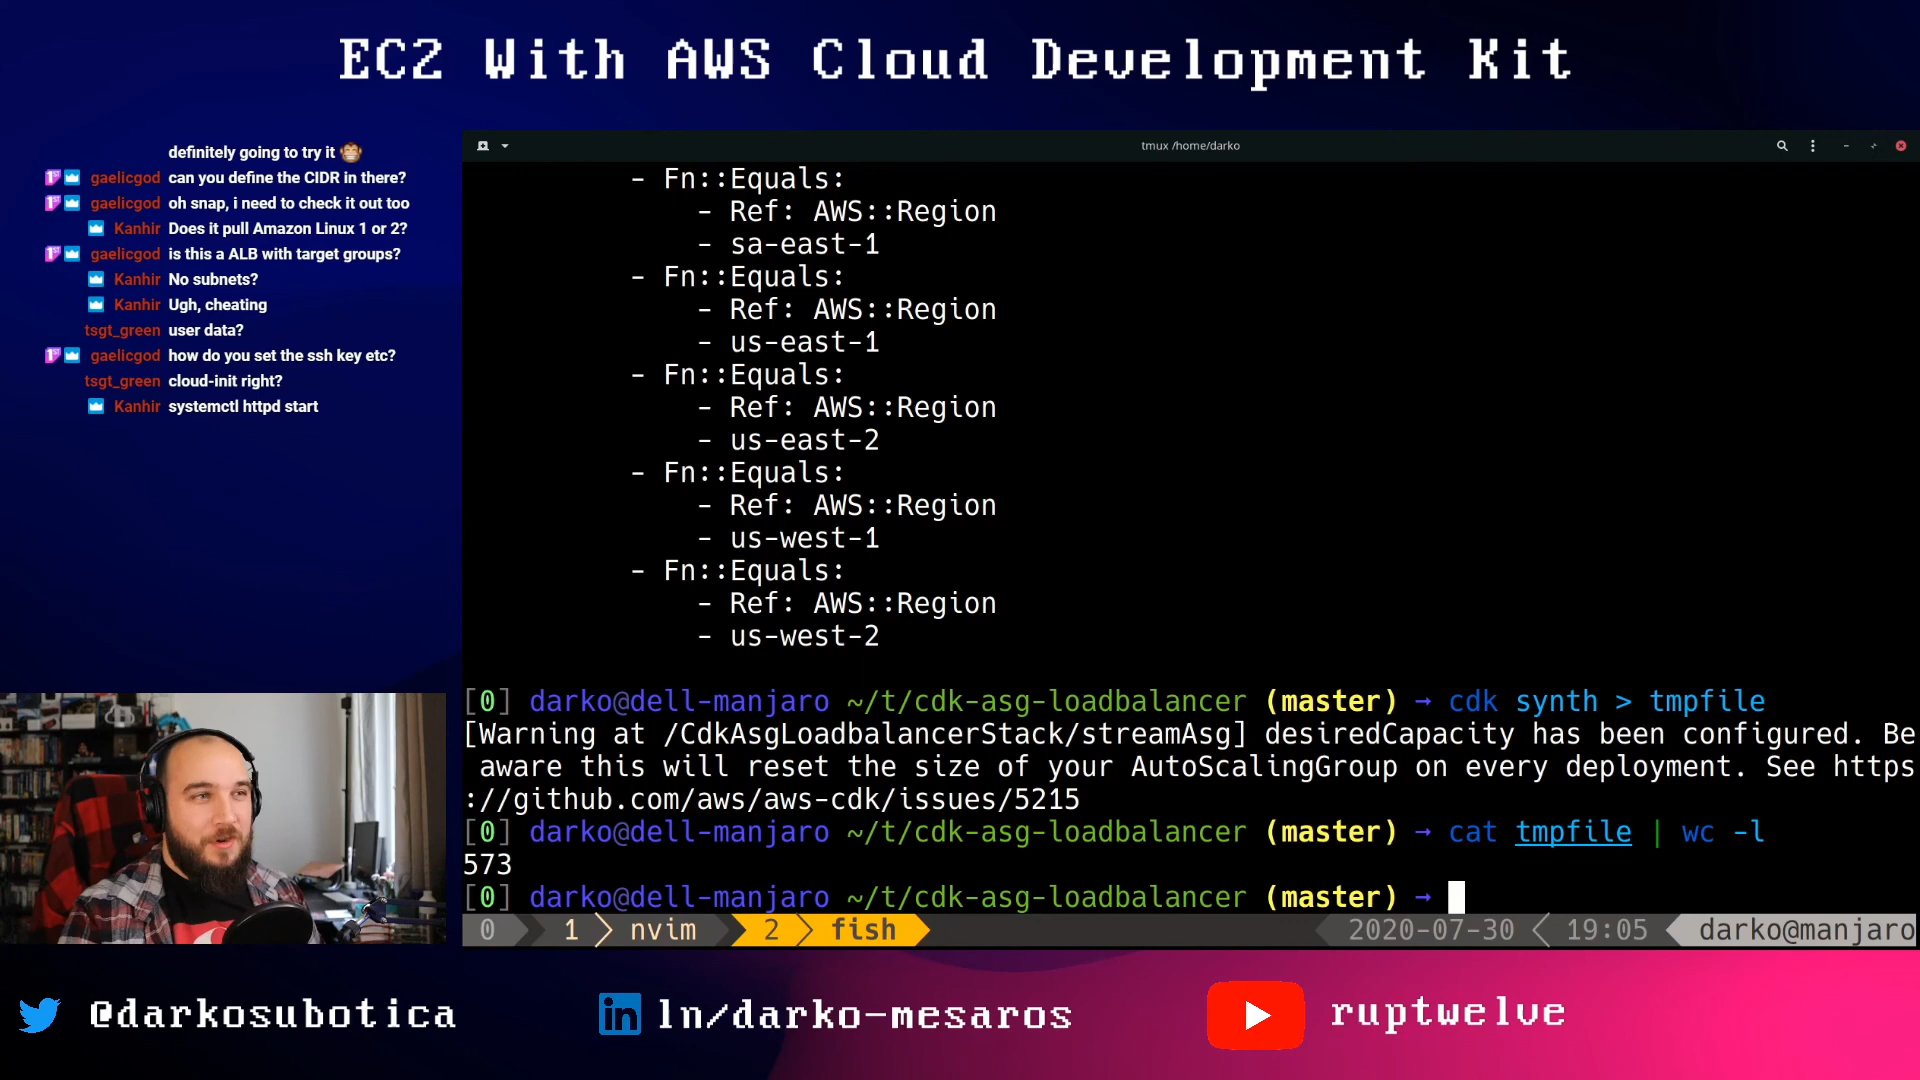 EC2 With AWS Cloud Development Kit
definitely going to try it
gaelicgod can you define the CIDR in there?
gaelicgod oh snap, i need to check it out too
Kanhir Does it pull Amazon Linux 1 or 2?
gaelicgod is this a ALB with target groups?
Kanhir No subnets?
Kanhir Ugh, cheating
tsgt_green user data?
gaelicgod how do you set the ssh key etc?
tsgt_green cloud-init right?
Kanhir systemctl httpd start
tmux /home/darko
- Fn::Equals:
- Ref: AWS::Region
- sa-east-1
- Fn::Equals:
- Ref: AWS::Region
- us-east-1
- Fn::Equals:
- Ref: AWS::Region
- us-east-2
- Fn::Equals:
- Ref: AWS::Region
- us-west-1
- Fn::Equals:
- Ref: AWS::Region
- us-west-2
[0] darko@dell-manjaro ~/t/cdk-asg-loadbalancer (master) → cdk synth > tmpfile
[Warning at /CdkAsgLoadbalancerStack/streamAsg] desiredCapacity has been configured. Be
aware this will reset the size of your AutoScalingGroup on every deployment. See https
://github.com/aws/aws-cdk/issues/5215
[0] darko@dell-manjaro ~/t/cdk-asg-loadbalancer (master) → cat tmpfile | wc -l
573
[0] darko@dell-manjaro ~/t/cdk-asg-loadbalancer (master) →
0 1 nvim 2 fish 2020-07-30 19:05 darko@manjaro
@darkosubotica in ln/darko-mesaros ruptwelve